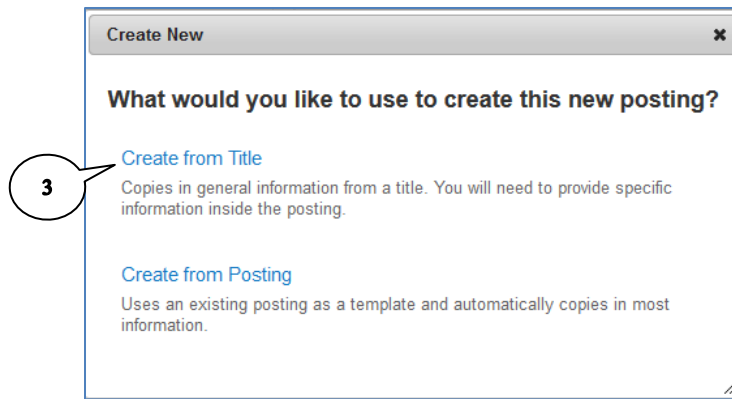 Create New
What would you like to use to create this new posting?
Create from Title
3
Copies in general information from a title. You will need to provide specific
information inside the posting.
Create from Posting
Uses an existing posting as a template and automatically copies in most
information.